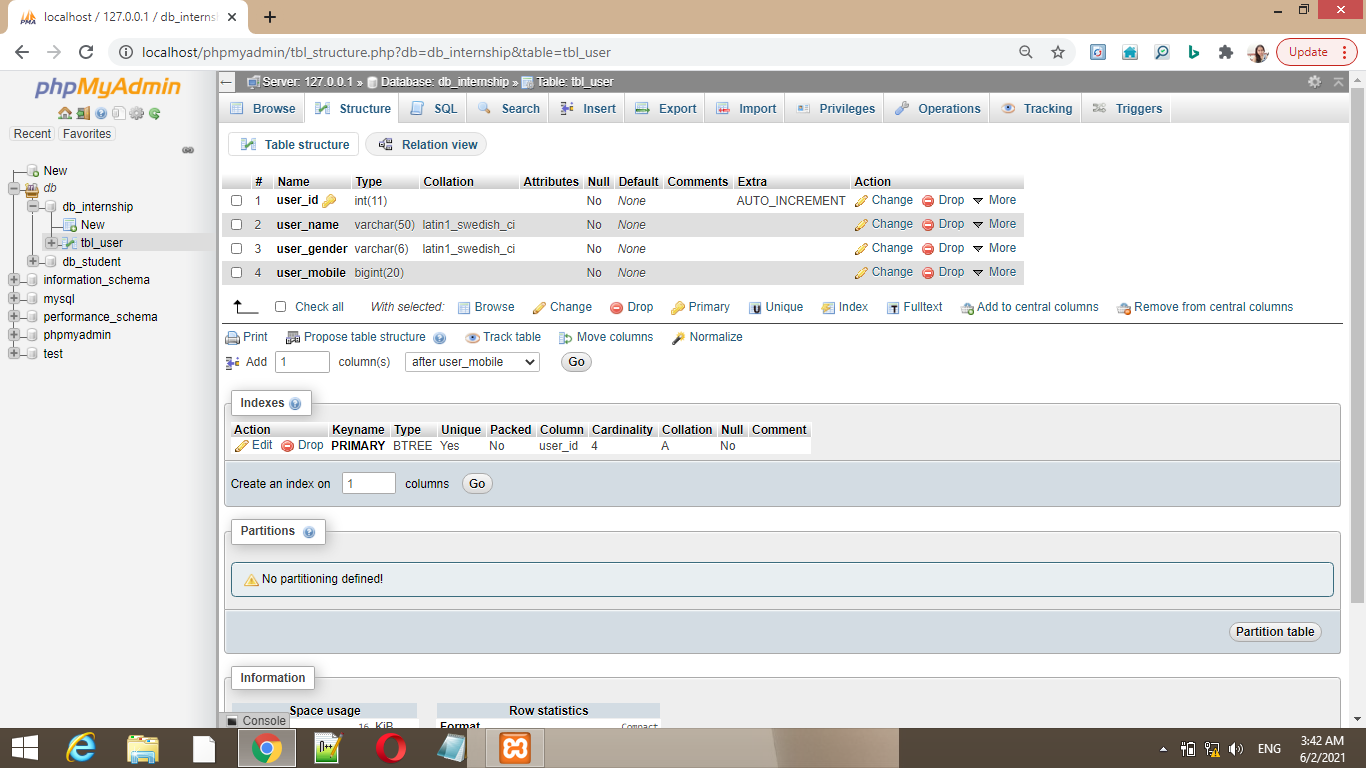 localhost / 127.0.0.1 / db_interns
localhost/phpmyadmin/tbl_structure.php?db=db_internship&table=tbl_user
Update
phpMyAdmin
Recent Favorites
New
db
db_internship
New
tbl_user
db_student
information_schema
mysql
performance_schema
phpmyadmin
test
Server: 127.0.0.1 » Database: db_internship » Table: tbl_user
Browse Structure SQL Search Insert Export Import Privileges Operations Tracking Triggers
Table structure Relation view
# Name Type Collation Attributes Null Default Comments Extra Action
1 user_id int(11) No None AUTO_INCREMENT Change Drop More
2 user_name varchar(50) latin1_swedish_ci No None Change Drop More
3 user_gender varchar(6) latin1_swedish_ci No None Change Drop More
4 user_mobile bigint(20) No None Change Drop More
Check all With selected: Browse Change Drop Primary Unique Index Fulltext Add to central columns Remove from central columns
Print Propose table structure Track table Move columns Normalize
Add 1 column(s) after user_mobile Go
Indexes
Action Keyname Type Unique Packed Column Cardinality Collation Null Comment
Edit Drop PRIMARY BTREE Yes No user_id 4 A No
Create an index on 1 columns Go
Partitions
No partitioning defined!
Partition table
Information
Space usage Row statistics
16 KiB Format Compact
Console
ENG
3:42 AM
6/2/2021